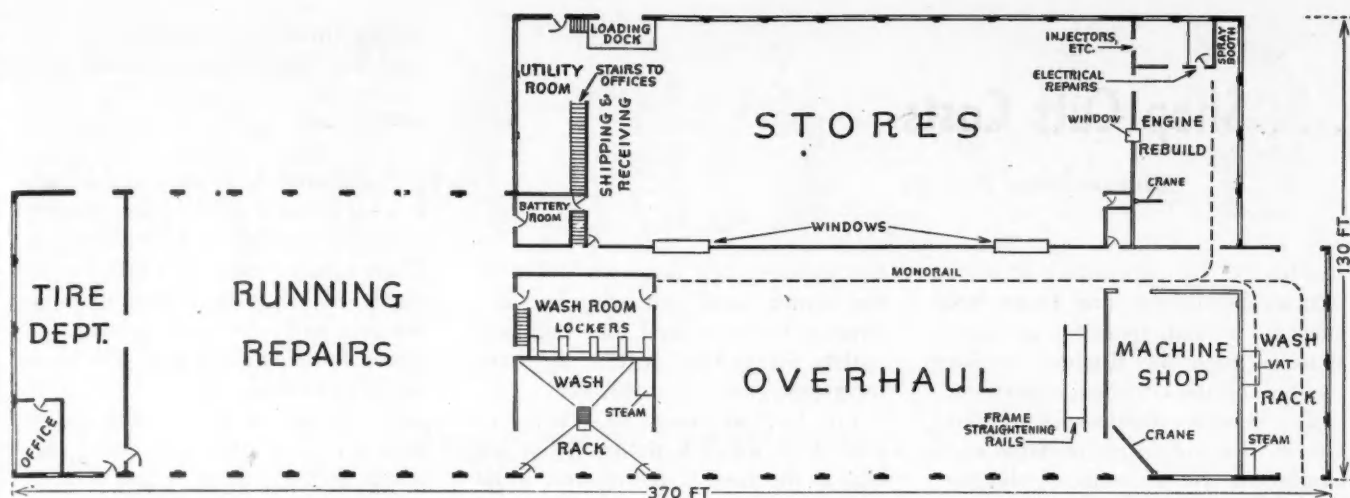 LOADING
DOCK
UTILITY
ROOM
STAIRS TO
OFFICES
SHIPPING &
RECEIVING
BATTERY
ROOM
STORES
INJECTORS,
ETC.
SPRAY
BOOTH
ELECTRICAL
REPAIRS
WINDOW
ENGINE
REBUILD
CRANE
WINDOWS
MONORAIL
130 FT
TIRE
DEPT.
OFFICE
RUNNING
REPAIRS
WASH ROOM
LOCKERS
WASH
RACK
STEAM
OVERHAUL
FRAME
STRAIGHTENING
RAILS
MACHINE
SHOP
CRANE
WASH
VAT
RACK
STEAM
370 FT